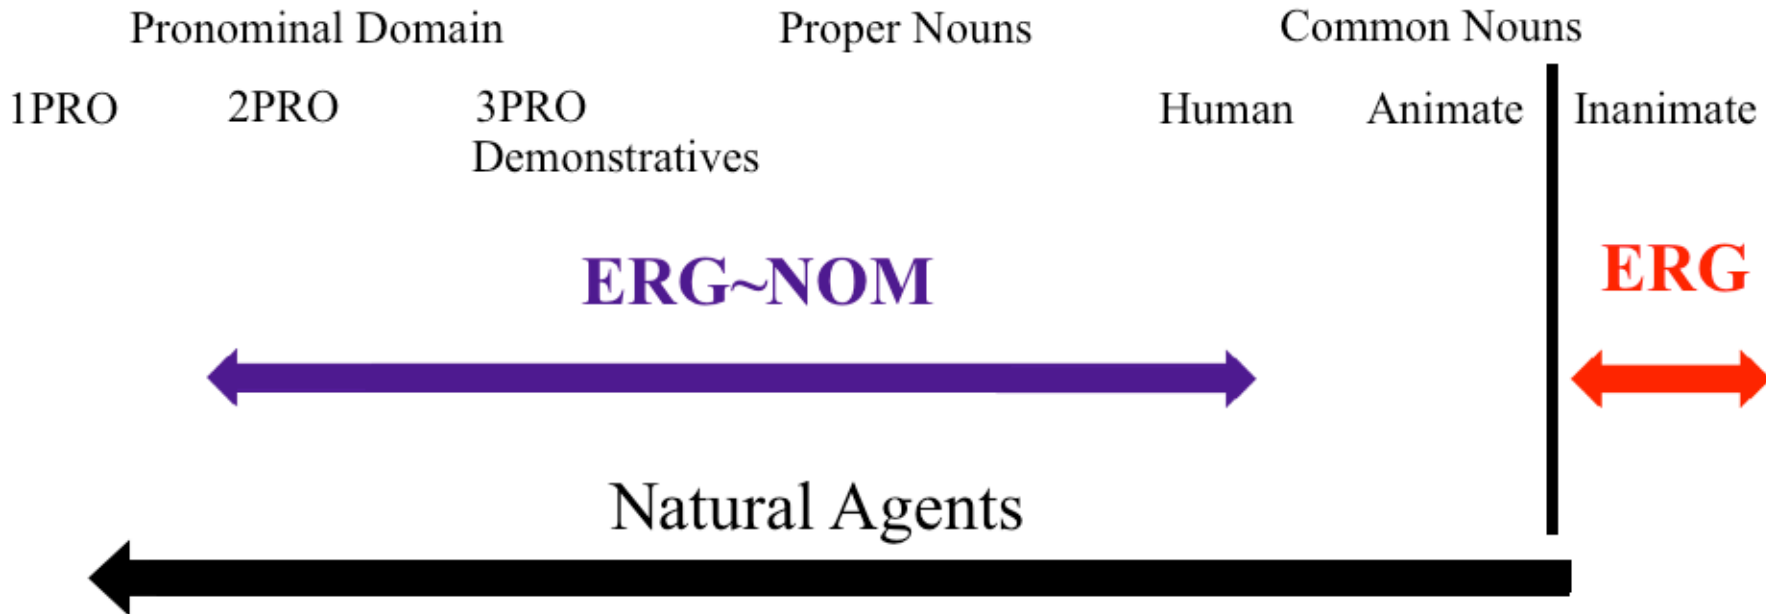 Pronominal Domain Proper Nouns Common Nouns
1PRO 2PRO 3PRO Human Animate Inanimate
Demonstratives
ERG~NOM ERG
Natural Agents